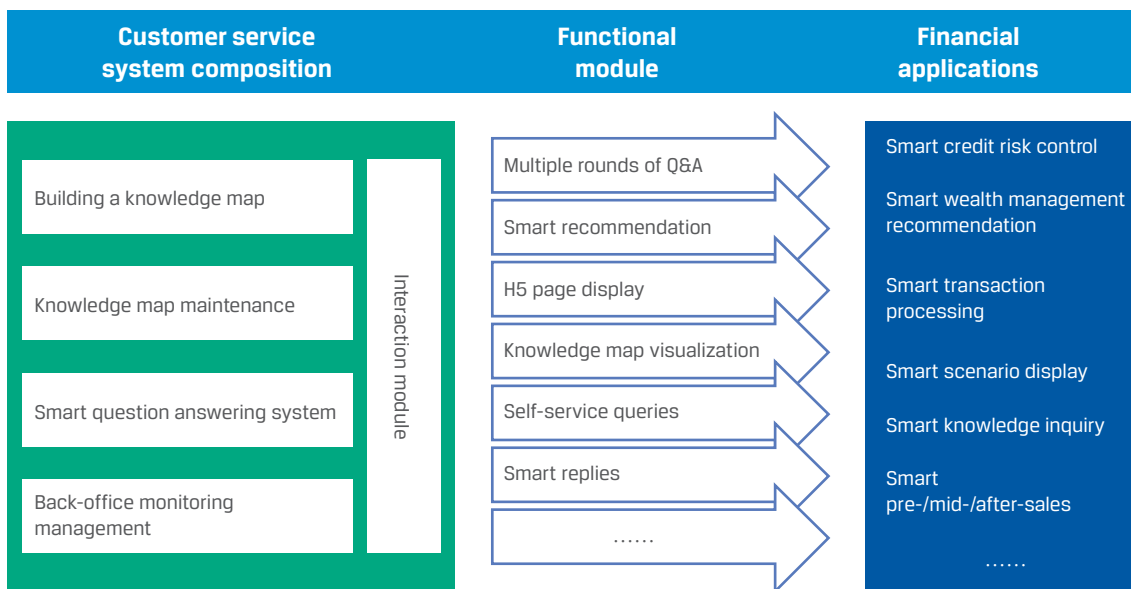 Customer service
system composition
Functional
module
Financial
applications
Building a knowledge map
Knowledge map maintenance
Smart question answering system
Back-office monitoring
management
Interaction module
Multiple rounds of Q&A
Smart recommendation
H5 page display
Knowledge map visualization
Self-service queries
Smart replies
......
Smart credit risk control
Smart wealth management
recommendation
Smart transaction
processing
Smart scenario display
Smart knowledge inquiry
Smart
pre-/mid-/after-sales
......